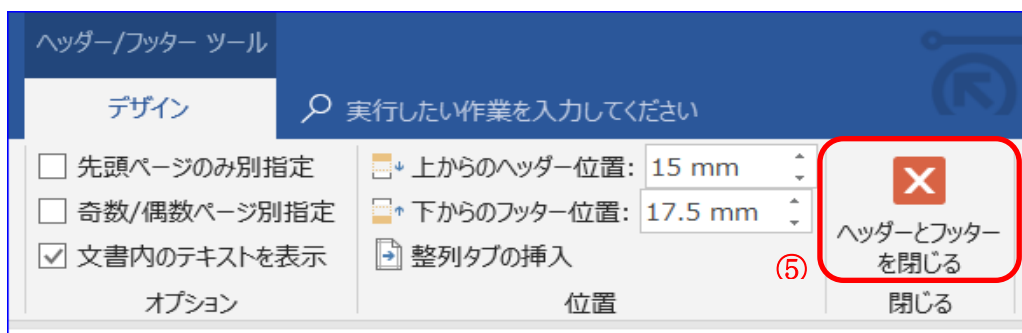 ヘッダー/フッター ツール
デザイン
実行したい作業を入力してください
先頭ページのみ別指定
奇数/偶数ページ別指定
文書内のテキストを表示
オプション
上からのヘッダー位置: 15 mm
下からのフッター位置: 17.5 mm
整列タブの挿入
位置
⑤
ヘッダーとフッター
を閉じる
閉じる